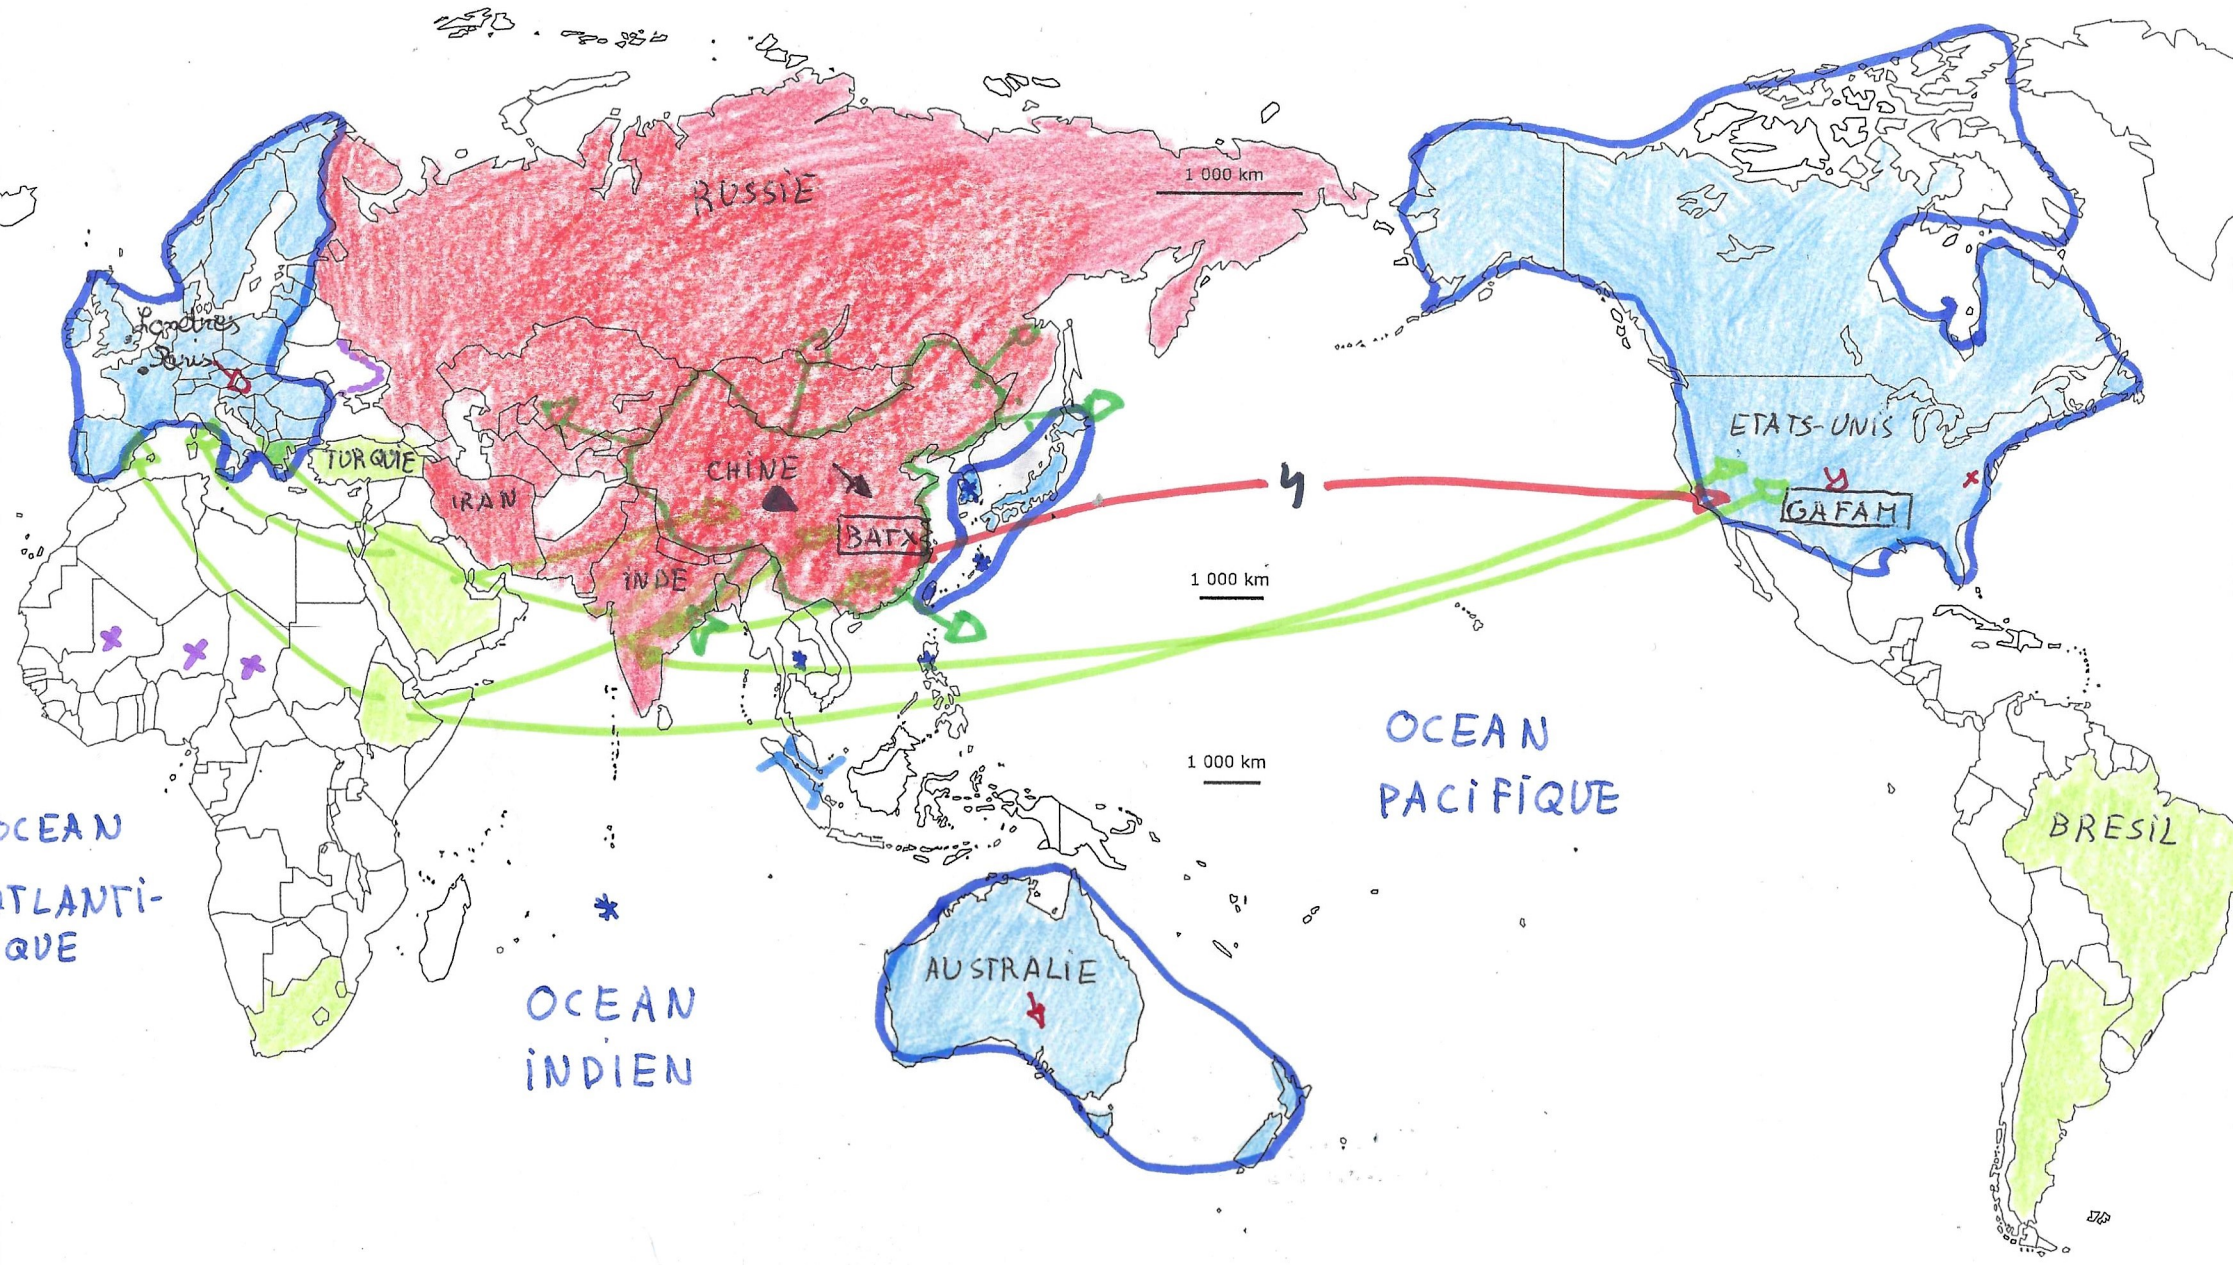 RUSSIE
1 000 km
Londres
Paris
ETATS-UNIS
TURQUIE
CHINE
IRAN
GAFAM
BATX
INDE
1 000 km
OCEAN
PACIFIQUE
1 000 km
OCEAN
ATLANTI-
QUE
BRESIL
AUSTRALIE
OCEAN
INDIEN